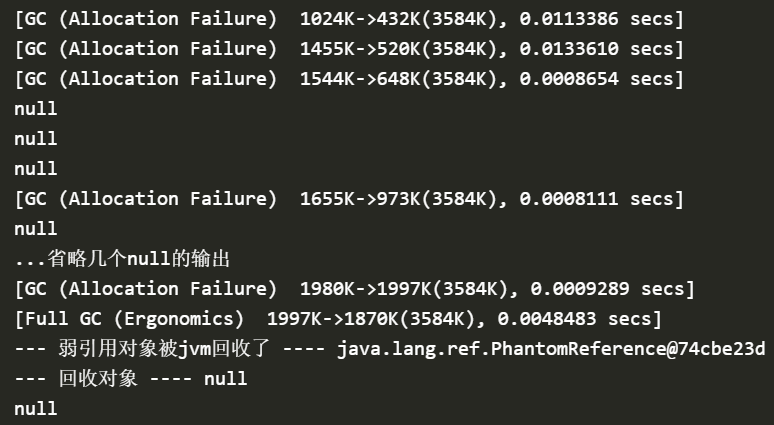 [GC (Allocation Failure)  1024K->432K(3584K), 0.0113386 secs]
[GC (Allocation Failure)  1455K->520K(3584K), 0.0133610 secs]
[GC (Allocation Failure)  1544K->648K(3584K), 0.0008654 secs]
null
null
null
[GC (Allocation Failure)  1655K->973K(3584K), 0.0008111 secs]
null
...省略几个null的输出
[GC (Allocation Failure)  1980K->1997K(3584K), 0.0009289 secs]
[Full GC (Ergonomics)  1997K->1870K(3584K), 0.0048483 secs]
--- 弱引用对象被jvm回收了 ---- java.lang.ref.PhantomReference@74cbe23d
--- 回收对象 ---- null
null